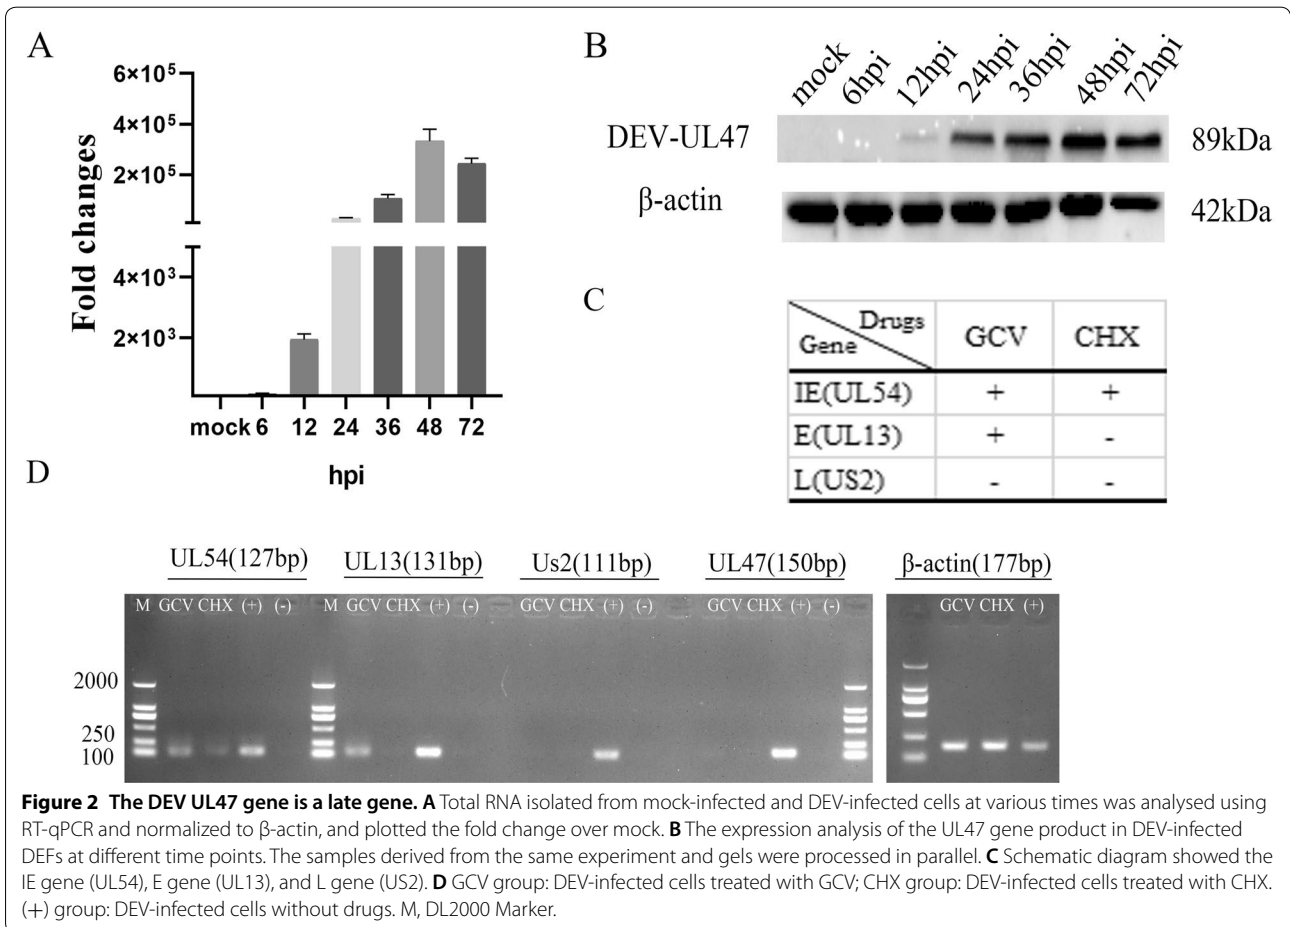 A
Fold changes
6×10⁵
4×10⁵
2×10⁵
4×10³
2×10³
mock 6 12 24 36 48 72
hpi
B
mock 6hpi 12hpi 24hpi 36hpi 48hpi 72hpi
DEV-UL47 89kDa
β-actin 42kDa
C
Drugs
Gene GCV CHX
IE(UL54) + +
E(UL13) + -
L(US2) - -
D
UL54(127bp) UL13(131bp) Us2(111bp) UL47(150bp) β-actin(177bp)
M GCV CHX (+) (-) M GCV CHX (+) (-) GCV CHX (+) (-) GCV CHX (+) (-) GCV CHX (+)
2000
250
100
Figure 2 The DEV UL47 gene is a late gene. A Total RNA isolated from mock-infected and DEV-infected cells at various times was analysed using
RT-qPCR and normalized to β-actin, and plotted the fold change over mock. B The expression analysis of the UL47 gene product in DEV-infected
DEFs at different time points. The samples derived from the same experiment and gels were processed in parallel. C Schematic diagram showed the
IE gene (UL54), E gene (UL13), and L gene (US2). D GCV group: DEV-infected cells treated with GCV; CHX group: DEV-infected cells treated with CHX.
(+) group: DEV-infected cells without drugs. M, DL2000 Marker.